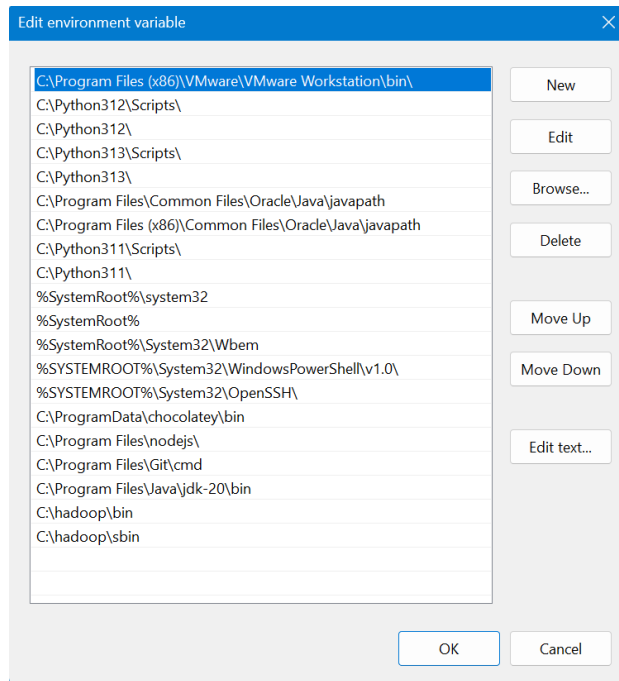 Edit environment variable
C:\Program Files (x86)\VMware\VMware Workstation\bin\
C:\Python312\Scripts\
C:\Python312\
C:\Python313\Scripts\
C:\Python313\
C:\Program Files\Common Files\Oracle\Java\javapath
C:\Program Files (x86)\Common Files\Oracle\Java\javapath
C:\Python311\Scripts\
C:\Python311\
%SystemRoot%\system32
%SystemRoot%
%SystemRoot%\System32\Wbem
%SYSTEMROOT%\System32\WindowsPowerShell\v1.0\
%SYSTEMROOT%\System32\OpenSSH\
C:\ProgramData\chocolatey\bin
C:\Program Files\nodejs\
C:\Program Files\Git\cmd
C:\Program Files\Java\jdk-20\bin
C:\hadoop\bin
C:\hadoop\sbin
New
Edit
Browse...
Delete
Move Up
Move Down
Edit text...
OK
Cancel